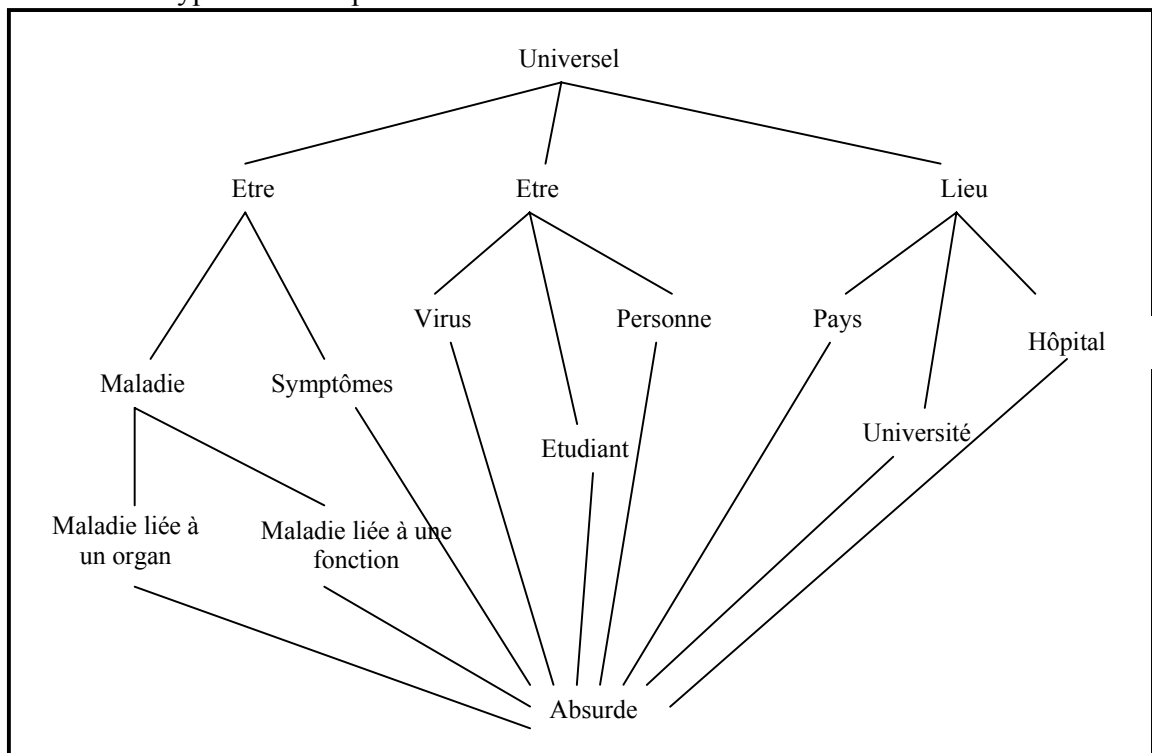 Universel
Etre
Etre
Lieu
Virus
Personne
Pays
Hôpital
Maladie
Symptômes
Université
Etudiant
Maladie liée à
un organ
Maladie liée à une
fonction
Absurde